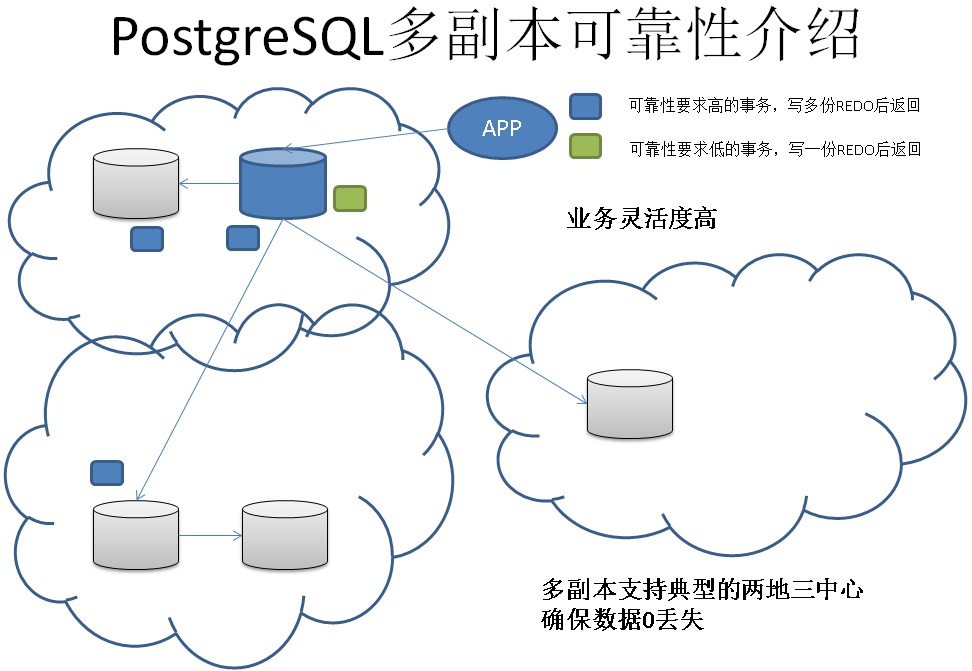 PostgreSQL多副本可靠性介绍
APP
可靠性要求高的事务，写多份REDO后返回
可靠性要求低的事务，写一份REDO后返回
业务灵活度高
多副本支持典型的两地三中心
确保数据0丢失